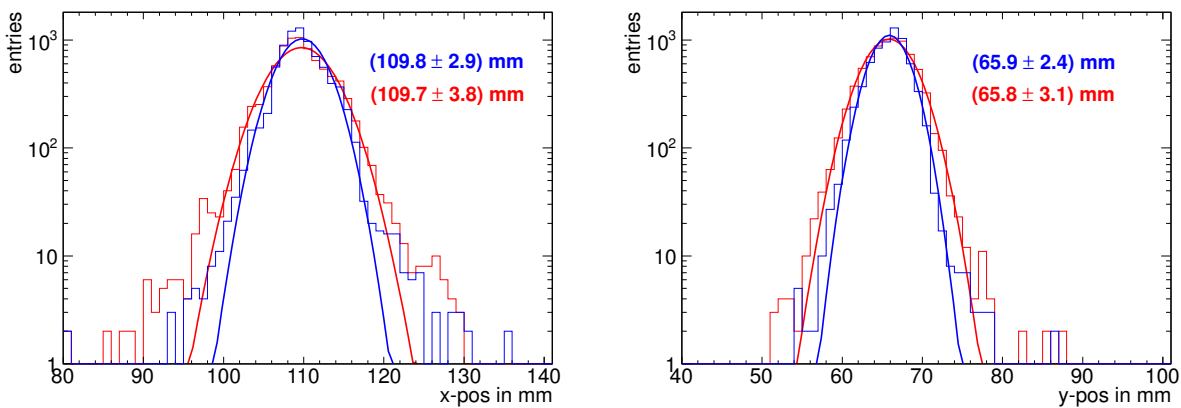 entries
10³
10²
10
1
(109.8 ± 2.9) mm
(109.7 ± 3.8) mm
80 90 100 110 120 130 140
x-pos in mm
entries
10³
10²
10
1
(65.9 ± 2.4) mm
(65.8 ± 3.1) mm
40 50 60 70 80 90 100
y-pos in mm